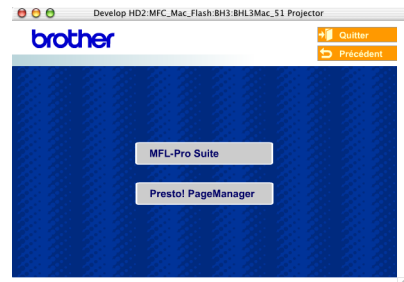 Develop HD2:MFC_Mac_Flash:BH3:BHL3Mac_51 Projector
brother
Quitter
Précédent
MFL-Pro Suite
Presto! PageManager